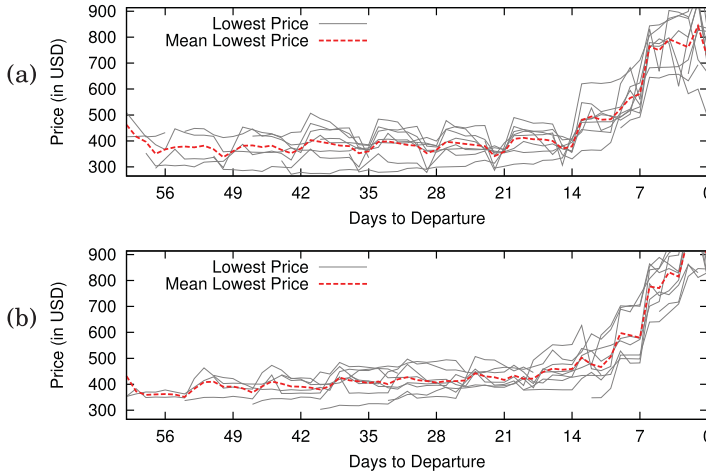 (a)
Price (in USD)
900
800
700
600
500
400
300
Lowest Price
Mean Lowest Price
56 49 42 35 28 21 14 7 0
Days to Departure
(b)
Price (in USD)
900
800
700
600
500
400
300
Lowest Price
Mean Lowest Price
56 49 42 35 28 21 14 7 0
Days to Departure